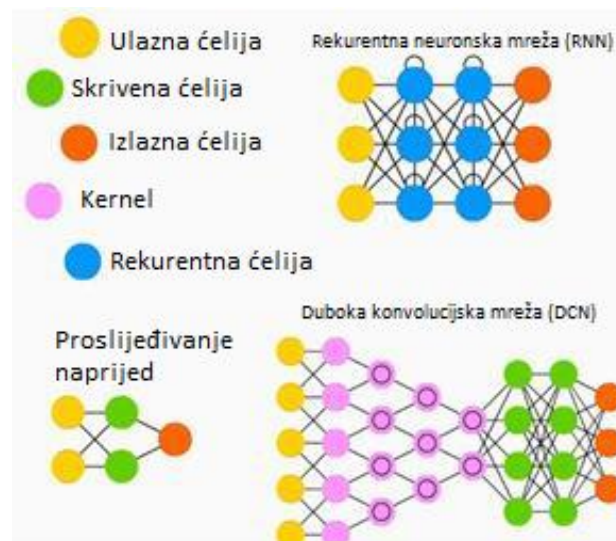 Ulazna ćelija
Skrivena ćelija
Izlazna ćelija
Kernel
Rekurentna ćelija
Rekurentna neuronska mreža (RNN)
Proslijeđivanje
naprijed
Duboka konvolucijska mreža (DCN)